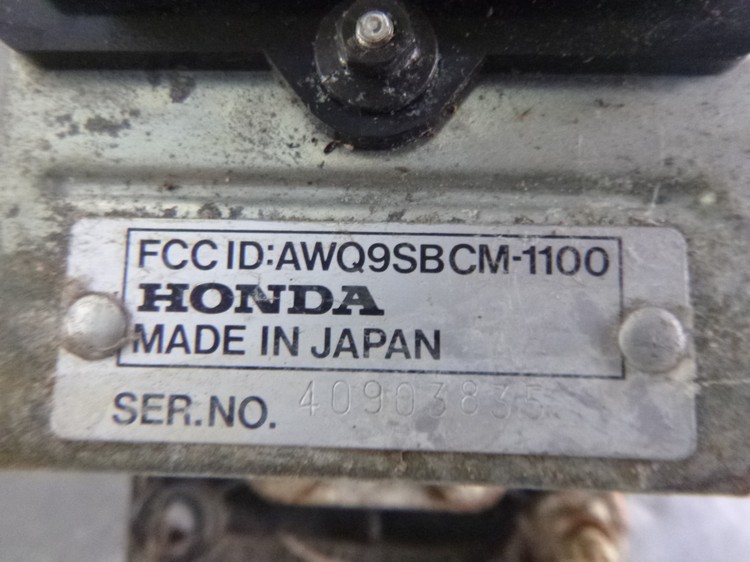 FCC ID:AWQ9SBCM-1100
HONDA
MADE IN JAPAN
SER.NO. 40903835